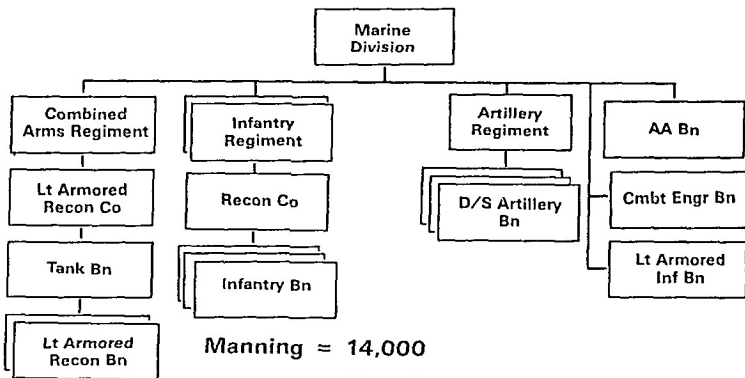 Marine
Division
Combined
Arms Regiment
Infantry
Regiment
Artillery
Regiment
AA Bn
Lt Armored
Recon Co
Recon Co
D/S Artillery
Bn
Cmbt Engr Bn
Tank Bn
Infantry Bn
Lt Armored
Inf Bn
Lt Armored
Recon Bn
Manning = 14,000